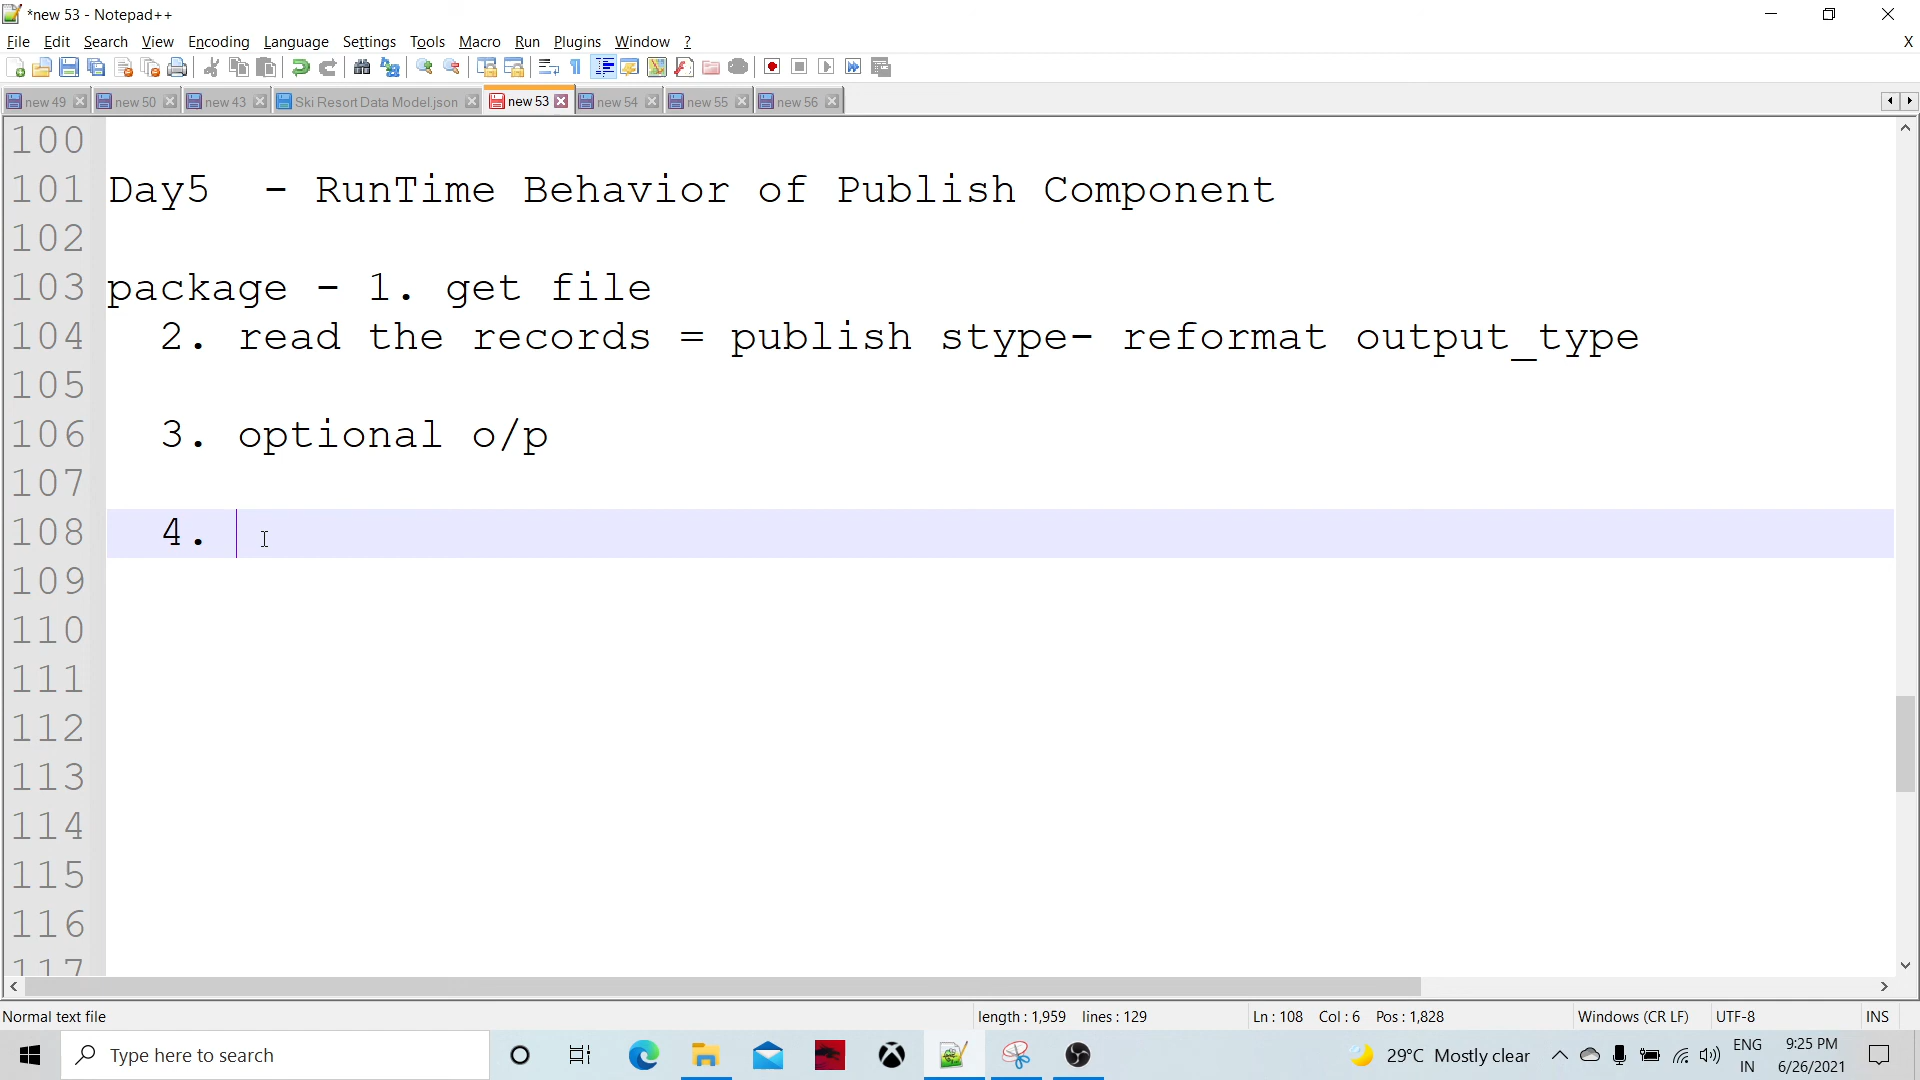 *new 53 - Notepad++
File Edit Search View Encoding Language Settings Tools Macro Run Plugins Window ? X
new 49 new 50 new 43 Ski Resort Data Model.json new 53 new 54 new 55 new 56
100
101 Day5  - RunTime Behavior of Publish Component
102
103 package - 1. get file
104   2. read the records = publish stype- reformat output_type
105
106   3. optional o/p
107
108   4.
109
110
111
112
113
114
115
116
117
Normal text file length : 1,959 lines : 129 Ln : 108 Col : 6 Pos : 1,828 Windows (CR LF) UTF-8 INS
Type here to search 29°C Mostly clear ENG IN 9:25 PM 6/26/2021